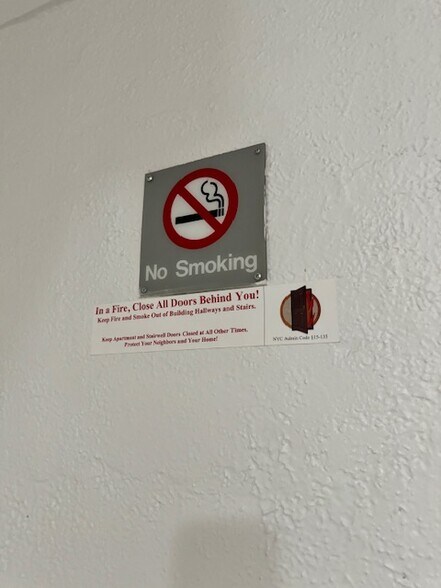 No Smoking
In a Fire, Close All Doors Behind You!
Keep Fire and Smoke Out of Building Hallways and Stairs.
Keep Apartment and Stairwell Doors Closed at All Other Times.
Protect Your Neighbors and Your Home!
NYC Admin Code §15-135